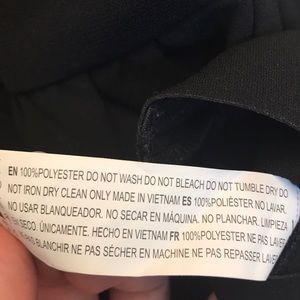 EN 100%POLYESTER DO NOT WASH DO NOT BLEACH DO NOT TUMBLE DRY DO
NOT IRON DRY CLEAN ONLY MADE IN VIETNAM ES 100%POLIÉSTER NO LAVAR.
NO USAR BLANQUEADOR. NO SECAR EN MÁQUINA. NO PLANCHAR. LIMPIEZA
SECO. ÚNICAMENTE. HECHO EN VIETNAM FR 100%POLYESTER NE PAS LAVER
BLANCHIR NE PAS SÉCHER EN MACHINE NE PAS REPASSER